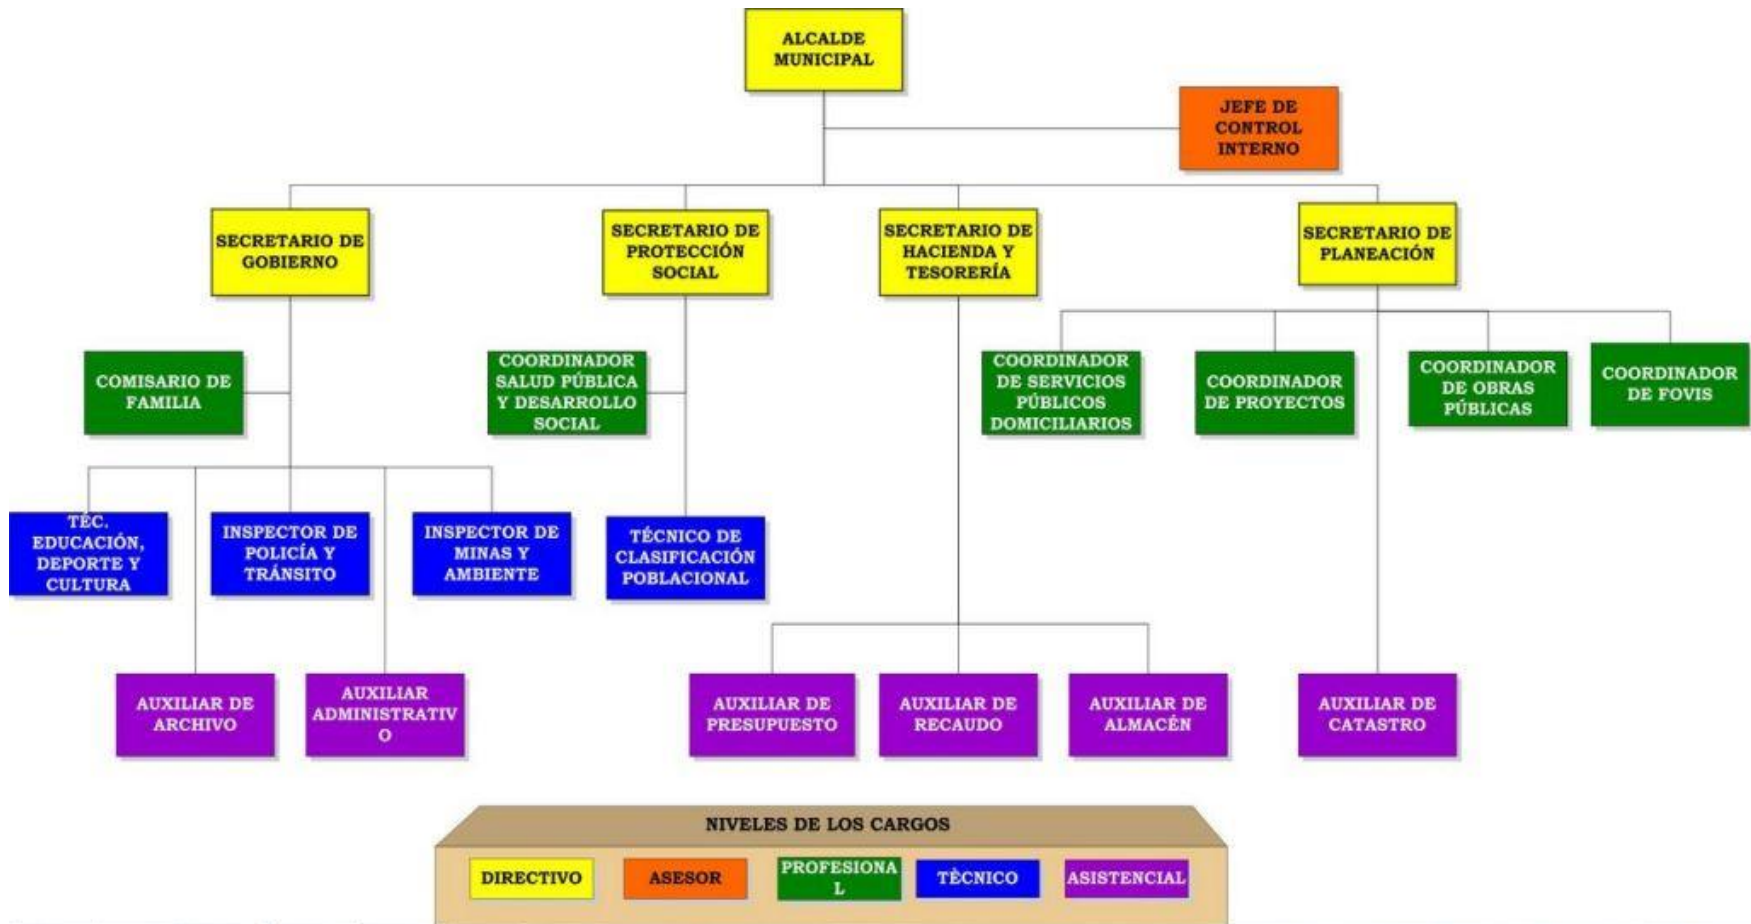 ALCALDE
MUNICIPAL
JEFE DE
CONTROL
INTERNO
SECRETARIO DE
GOBIERNO
SECRETARIO DE
PROTECCIÓN
SOCIAL
SECRETARIO DE
HACIENDA Y
TESORERÍA
SECRETARIO DE
PLANEACIÓN
COMISARIO DE
FAMILIA
COORDINADOR
SALUD PÚBLICA
Y DESARROLLO
SOCIAL
COORDINADOR
DE SERVICIOS
PÚBLICOS
DOMICILIARIOS
COORDINADOR
DE PROYECTOS
COORDINADOR
DE OBRAS
PÚBLICAS
COORDINADOR
DE FOVIS
TÉC.
EDUCACIÓN,
DEPORTE Y
CULTURA
INSPECTOR DE
POLICÍA Y
TRÁNSITO
INSPECTOR DE
MINAS Y
AMBIENTE
TÉCNICO DE
CLASIFICACIÓN
POBLACIONAL
AUXILIAR DE
ARCHIVO
AUXILIAR
ADMINISTRATIV
O
AUXILIAR DE
PRESUPUESTO
AUXILIAR DE
RECAUDO
AUXILIAR DE
ALMACÉN
AUXILIAR DE
CATASTRO
NIVELES DE LOS CARGOS
DIRECTIVO
ASESOR
PROFESIONA
L
TÈCNICO
ASISTENCIAL